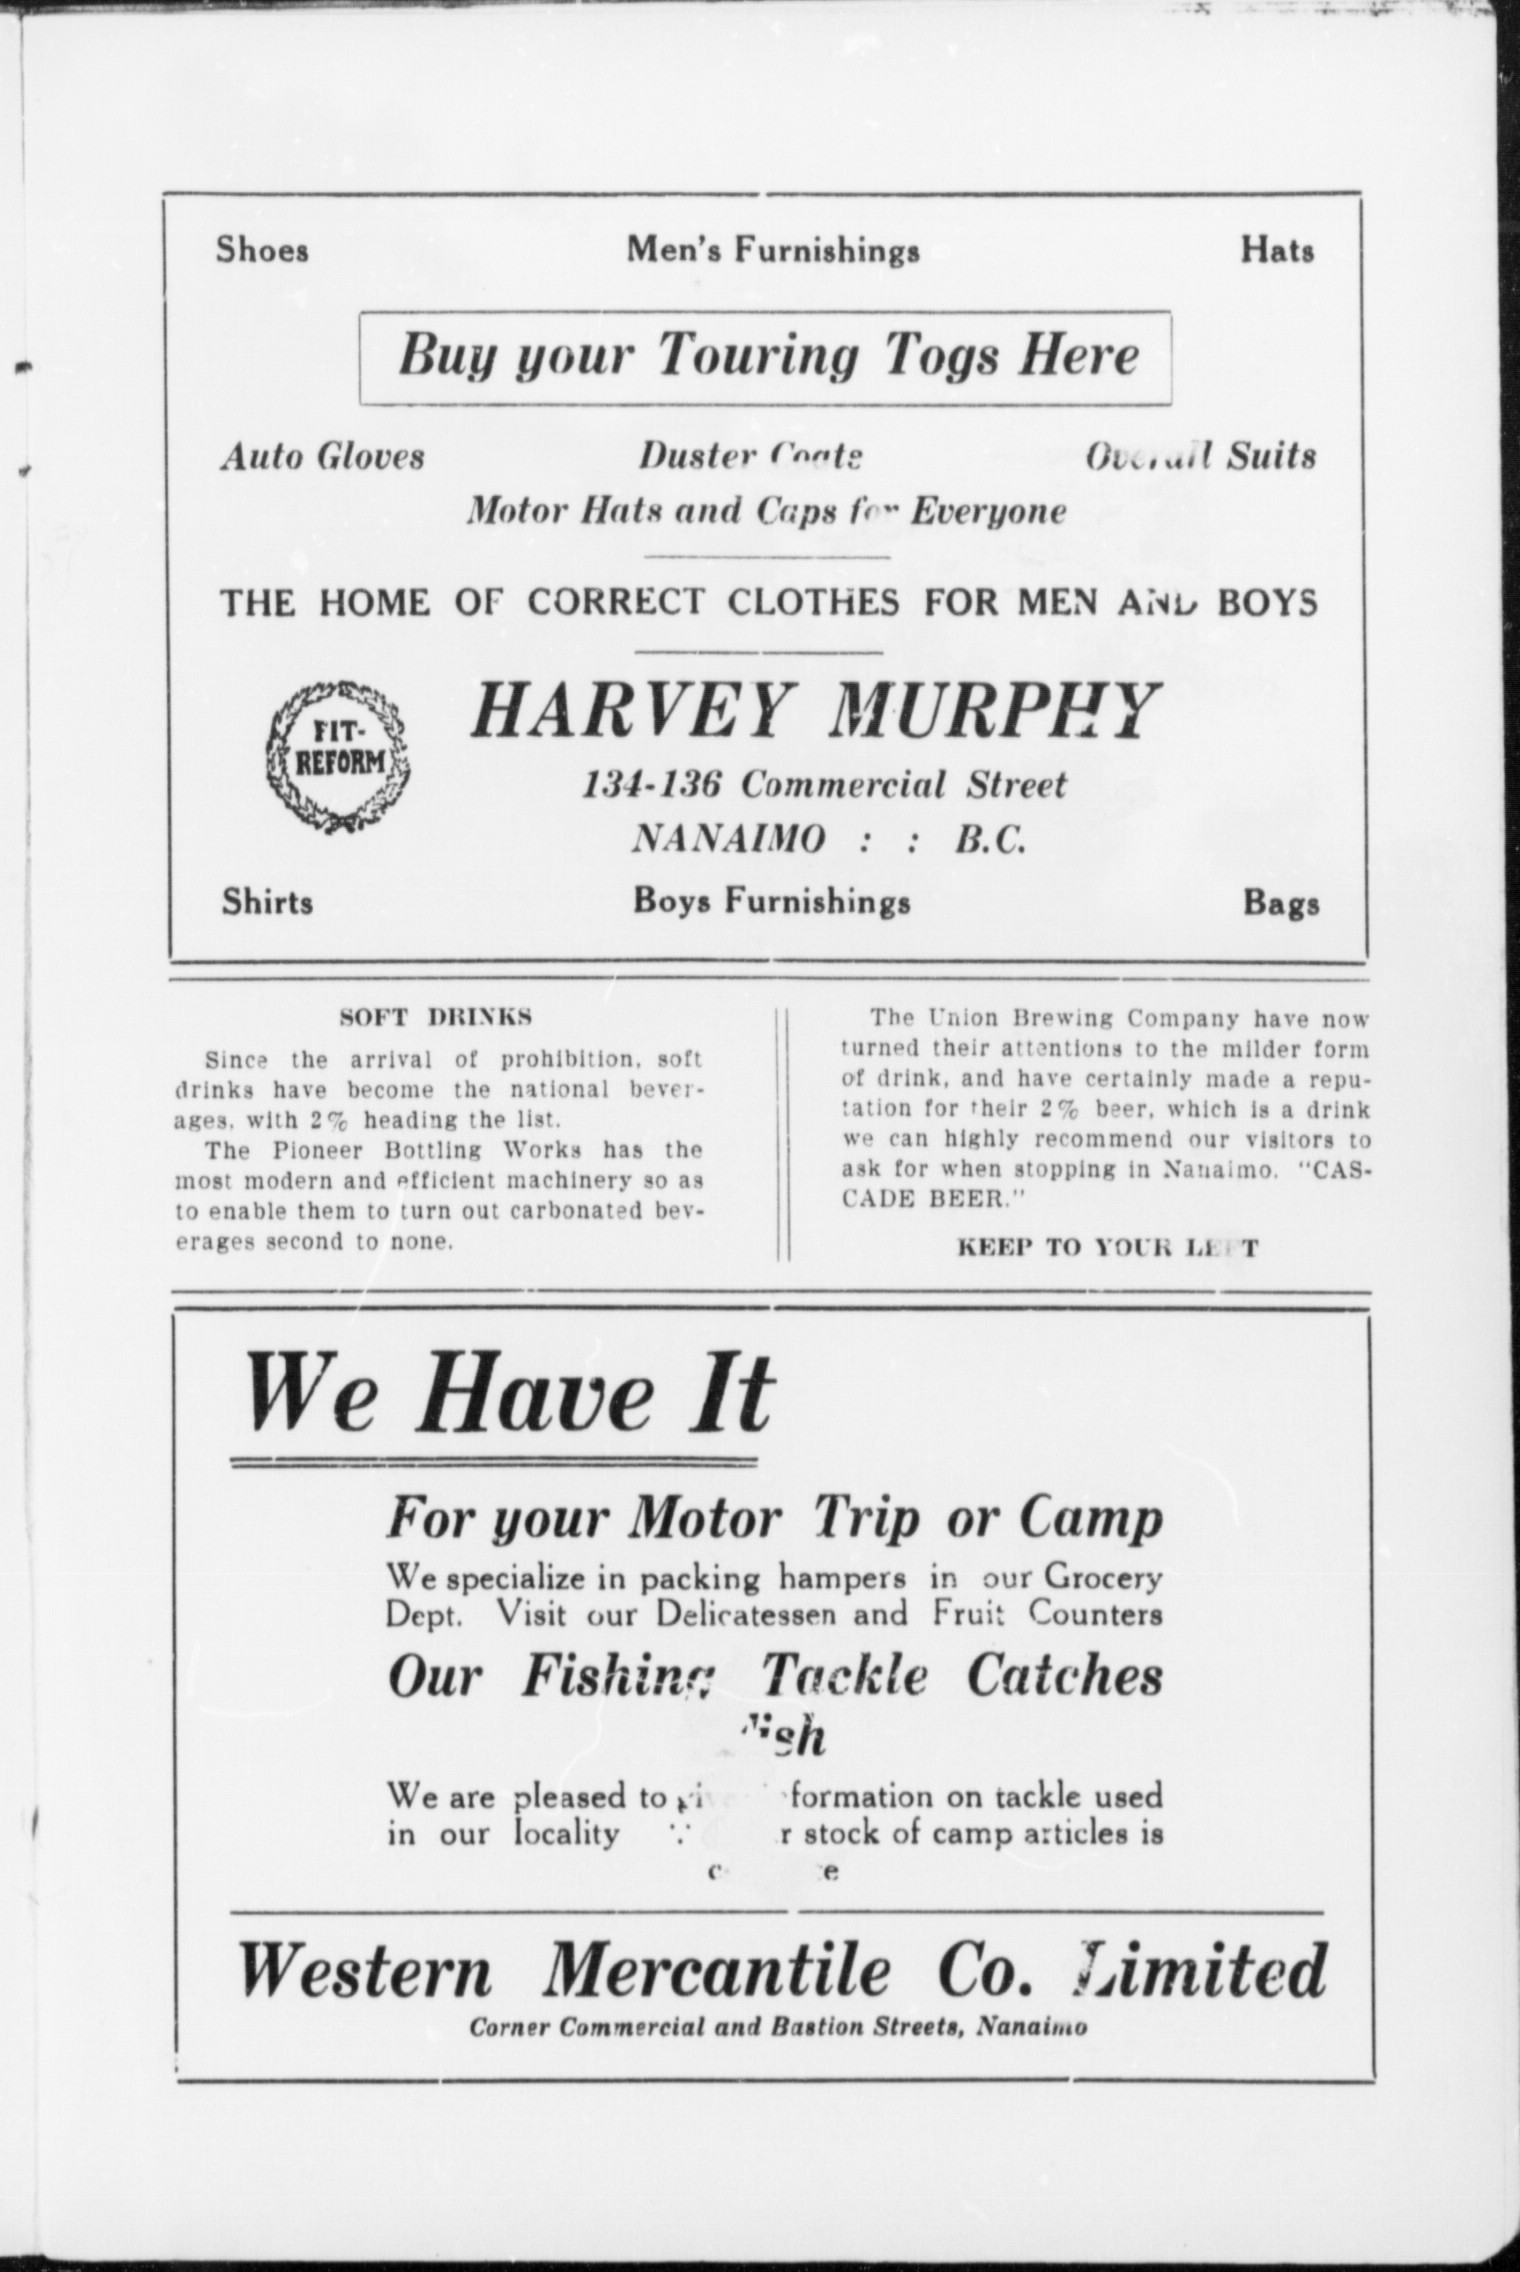 Shoes Men's Furnishings Hats
Buy your Touring Togs Here
Auto Gloves Duster Coats Overall Suits
Motor Hats and Caps for Everyone
THE HOME OF CORRECT CLOTHES FOR MEN AND BOYS
FIT-
REFORM
HARVEY MURPHY
134-136 Commercial Street
NANAIMO : : B.C.
Shirts Boys Furnishings Bags
SOFT DRINKS
Since the arrival of prohibition, soft
drinks have become the national bever-
ages, with 2% heading the list.
The Pioneer Bottling Works has the
most modern and efficient machinery so as
to enable them to turn out carbonated bev-
erages second to none.
The Union Brewing Company have now
turned their attentions to the milder form
of drink, and have certainly made a repu-
tation for their 2% beer, which is a drink
we can highly recommend our visitors to
ask for when stopping in Nanaimo. "CAS-
CADE BEER."
KEEP TO YOUR LEFT
We Have It
For your Motor Trip or Camp
We specialize in packing hampers in our Grocery
Dept. Visit our Delicatessen and Fruit Counters
Our Fishing Tackle Catches
Fish
We are pleased to give information on tackle used
in our locality stock of camp articles is
Western Mercantile Co. Limited
Corner Commercial and Bastion Streets, Nanaimo